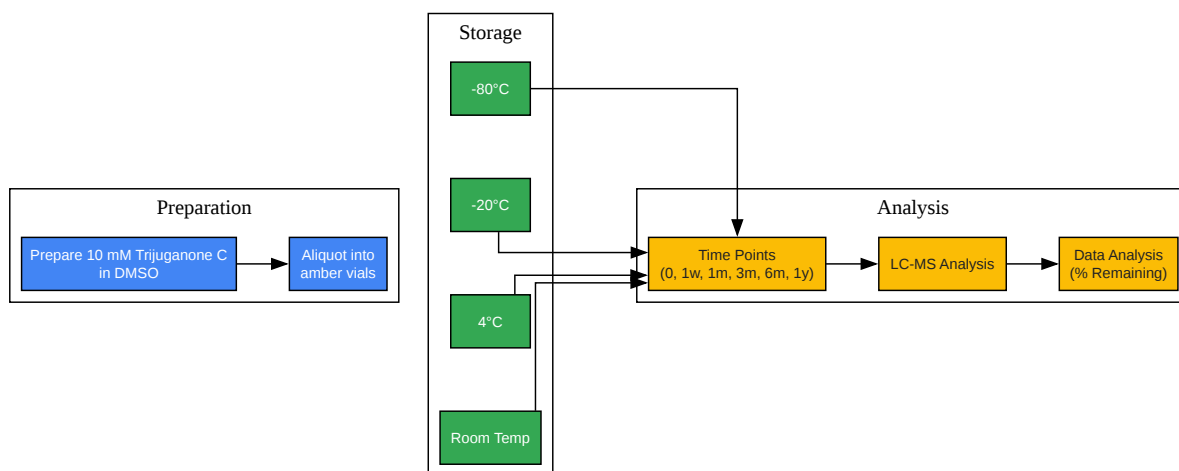 Preparation
Prepare 10 mM Trijuganone C
in DMSO
Aliquot into
amber vials
Storage
-80°C
-20°C
4°C
Room Temp
Analysis
Time Points
(0, 1w, 1m, 3m, 6m, 1y)
LC-MS Analysis
Data Analysis
(% Remaining)